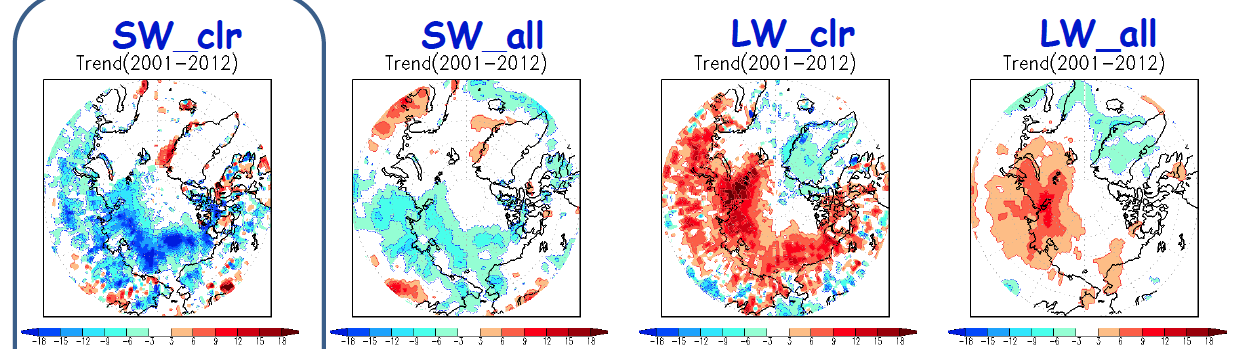 SW_clr SW_all LW_clr LW_all
Trend(2001-2012) Trend(2001-2012) Trend(2001-2012) Trend(2001-2012)
-18 -15 -12 -9 -6 -3 3 6 9 12 15 18 -18 -15 -12 -9 -6 -3 3 6 9 12 15 18 -18 -15 -12 -9 -6 -3 3 6 9 12 15 18 -18 -15 -12 -9 -6 -3 3 6 9 12 15 18